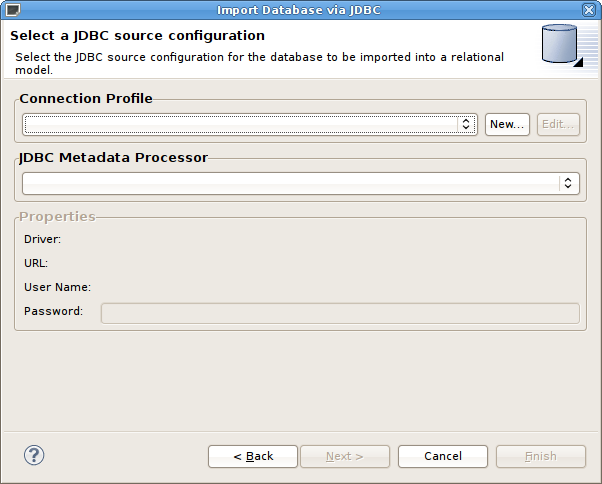 Import Database via JDBC
Select a JDBC source configuration
Select the JDBC source configuration for the database to be imported into a relational
model.
Connection Profile
New...
Edit...
JDBC Metadata Processor
Properties
Driver:
URL:
User Name:
Password:
?
< Back
Next >
Cancel
Finish